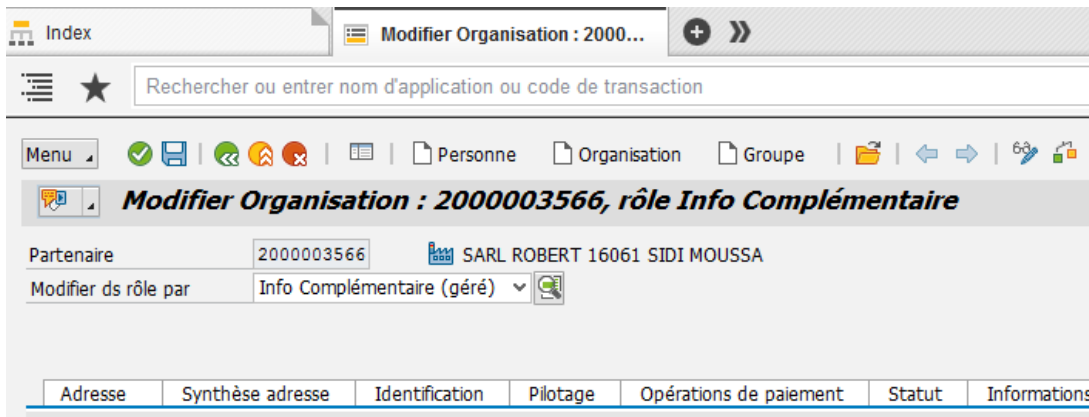 Index
Modifier Organisation : 2000...
Rechercher ou entrer nom d'application ou code de transaction
Menu Personne Organisation Groupe
Modifier Organisation : 2000003566, rôle Info Complémentaire
Partenaire 2000003566 SARL ROBERT 16061 SIDI MOUSSA
Modifier ds rôle par Info Complémentaire (géré)
Adresse Synthèse adresse Identification Pilotage Opérations de paiement Statut Informations